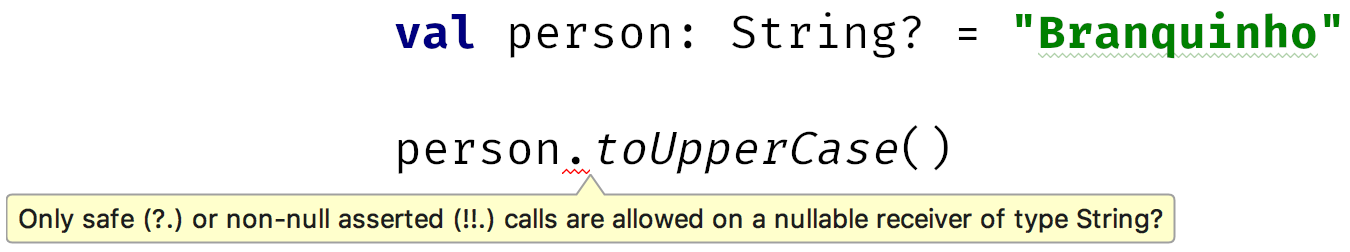 val person: String? = "Branquinho"
person.toUpperCase()
Only safe (?.) or non-null asserted (!!.) calls are allowed on a nullable receiver of type String?